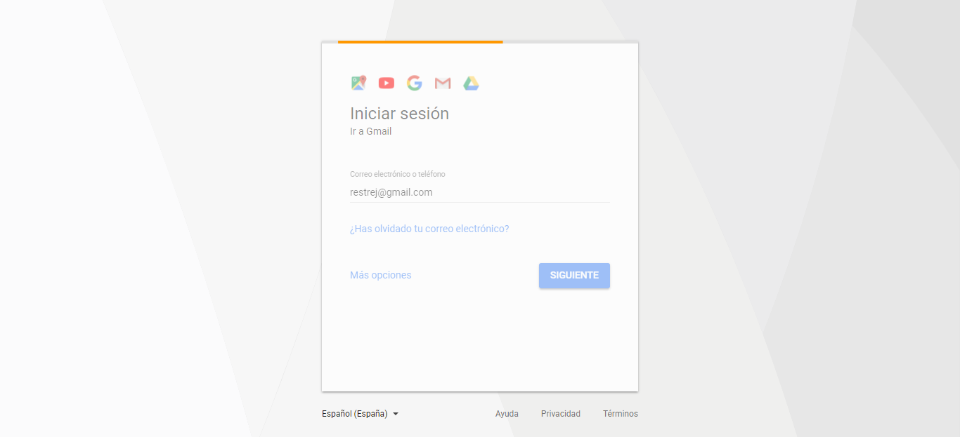 Iniciar sesión
Ir a Gmail
Correo electrónico o teléfono
restrej@gmail.com
¿Has olvidado tu correo electrónico?
Más opciones SIGUIENTE
Español (España) Ayuda Privacidad Términos